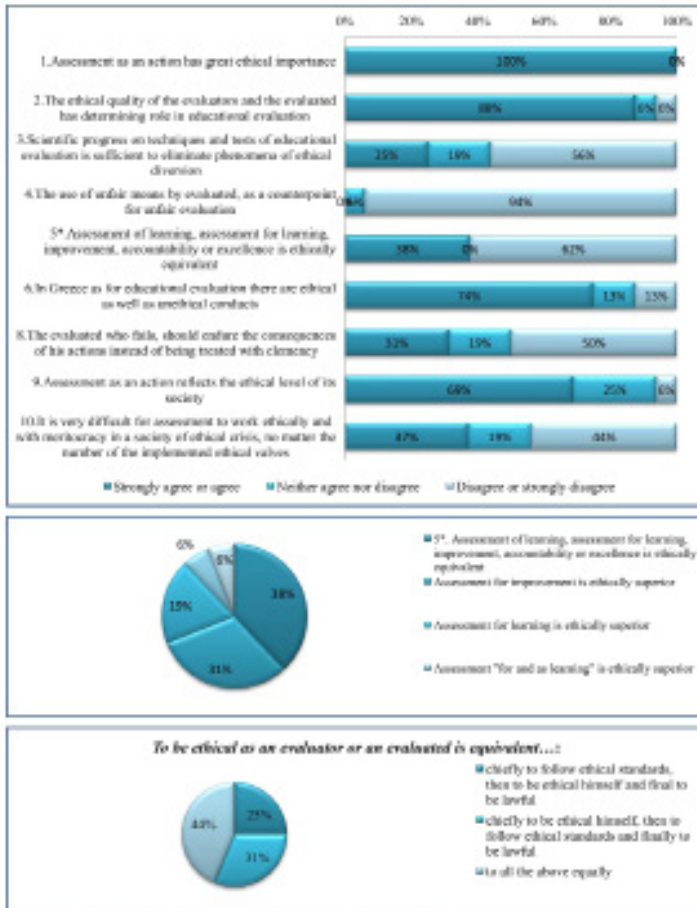 0% 20% 40% 60% 80% 100%
1.Assessment as an action has great ethical importance
100% 0%
2.The ethical quality of the evaluators and the evaluated
has determining role in educational evaluation
88% 6% 6%
3.Scientific progress on techniques and tests of educational
evaluation is sufficient to eliminate phenomena of ethical
diversion
25% 19% 56%
4.The use of unfair means by evaluated, as a counterpoint
for unfair evaluation
0% 6% 94%
5*.Assessment of learning, assessment for learning,
improvement, accountability or excellence is ethically
equivalent
38% 0% 62%
6.In Greece as for educational evaluation there are ethical
as well as unethical conducts
74% 13% 13%
8.The evaluated who fails, should endure the consequences
of his actions instead of being treated with clemency
31% 19% 50%
9.Assessment as an action reflects the ethical level of its
society
69% 25% 6%
10.It is very difficult for assessment to work ethically and
with meritocracy in a society of ethical crisis, no matter the
number of the implemented ethical valves
19% 44%
Strongly agree or agree Neither agree nor disagree Disagree or strongly disagree
6% 6%
38%
19%
31%
5*. Assessment of learning, assessment for learning,
improvement, accountability or excellence is ethically
equivalent
Assessment for improvement is ethically superior
Assessment for learning is ethically superior
Assessment "for and as learning" is ethically superior
To be ethical as an evaluator or an evaluated is equivalent...:
44% 25%
31%
chiefly to follow ethical standards,
then to be ethical himself and final to
be lawful
chiefly to be ethical himself, then to
follow ethical standards and finally to
be lawful
to all the above equally